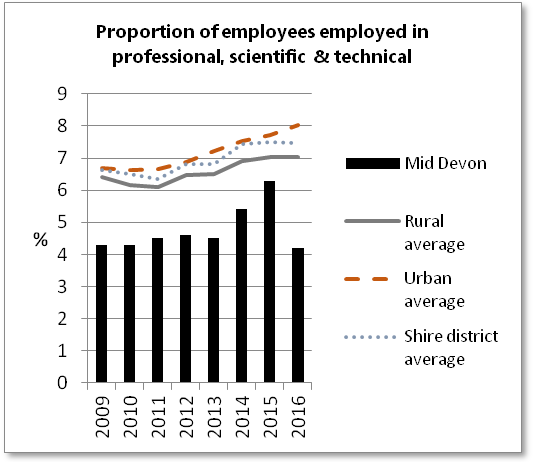 Proportion of employees employed in
professional, scientific & technical
9
8
7
6
5
4
3
2
1
0
%
2009
2010
2011
2012
2013
2014
2015
2016
Mid Devon
Rural
average
Urban
average
Shire district
average